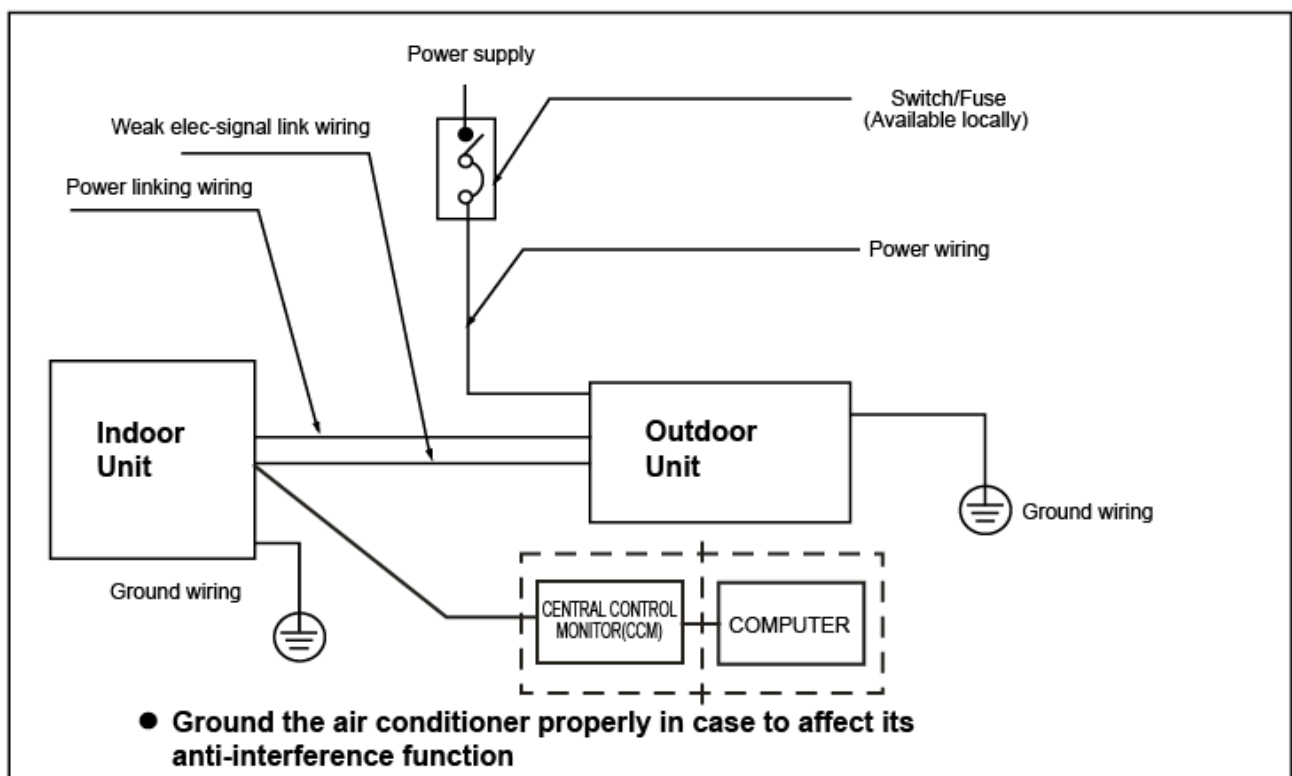 Power supply
Switch/Fuse
(Available locally)
Weak elec-signal link wiring
Power linking wiring
Power wiring
Indoor
Unit
Outdoor
Unit
Ground wiring
Ground wiring
CENTRAL CONTROL
MONITOR(CCM)
COMPUTER
● Ground the air conditioner properly in case to affect its
anti-interference function